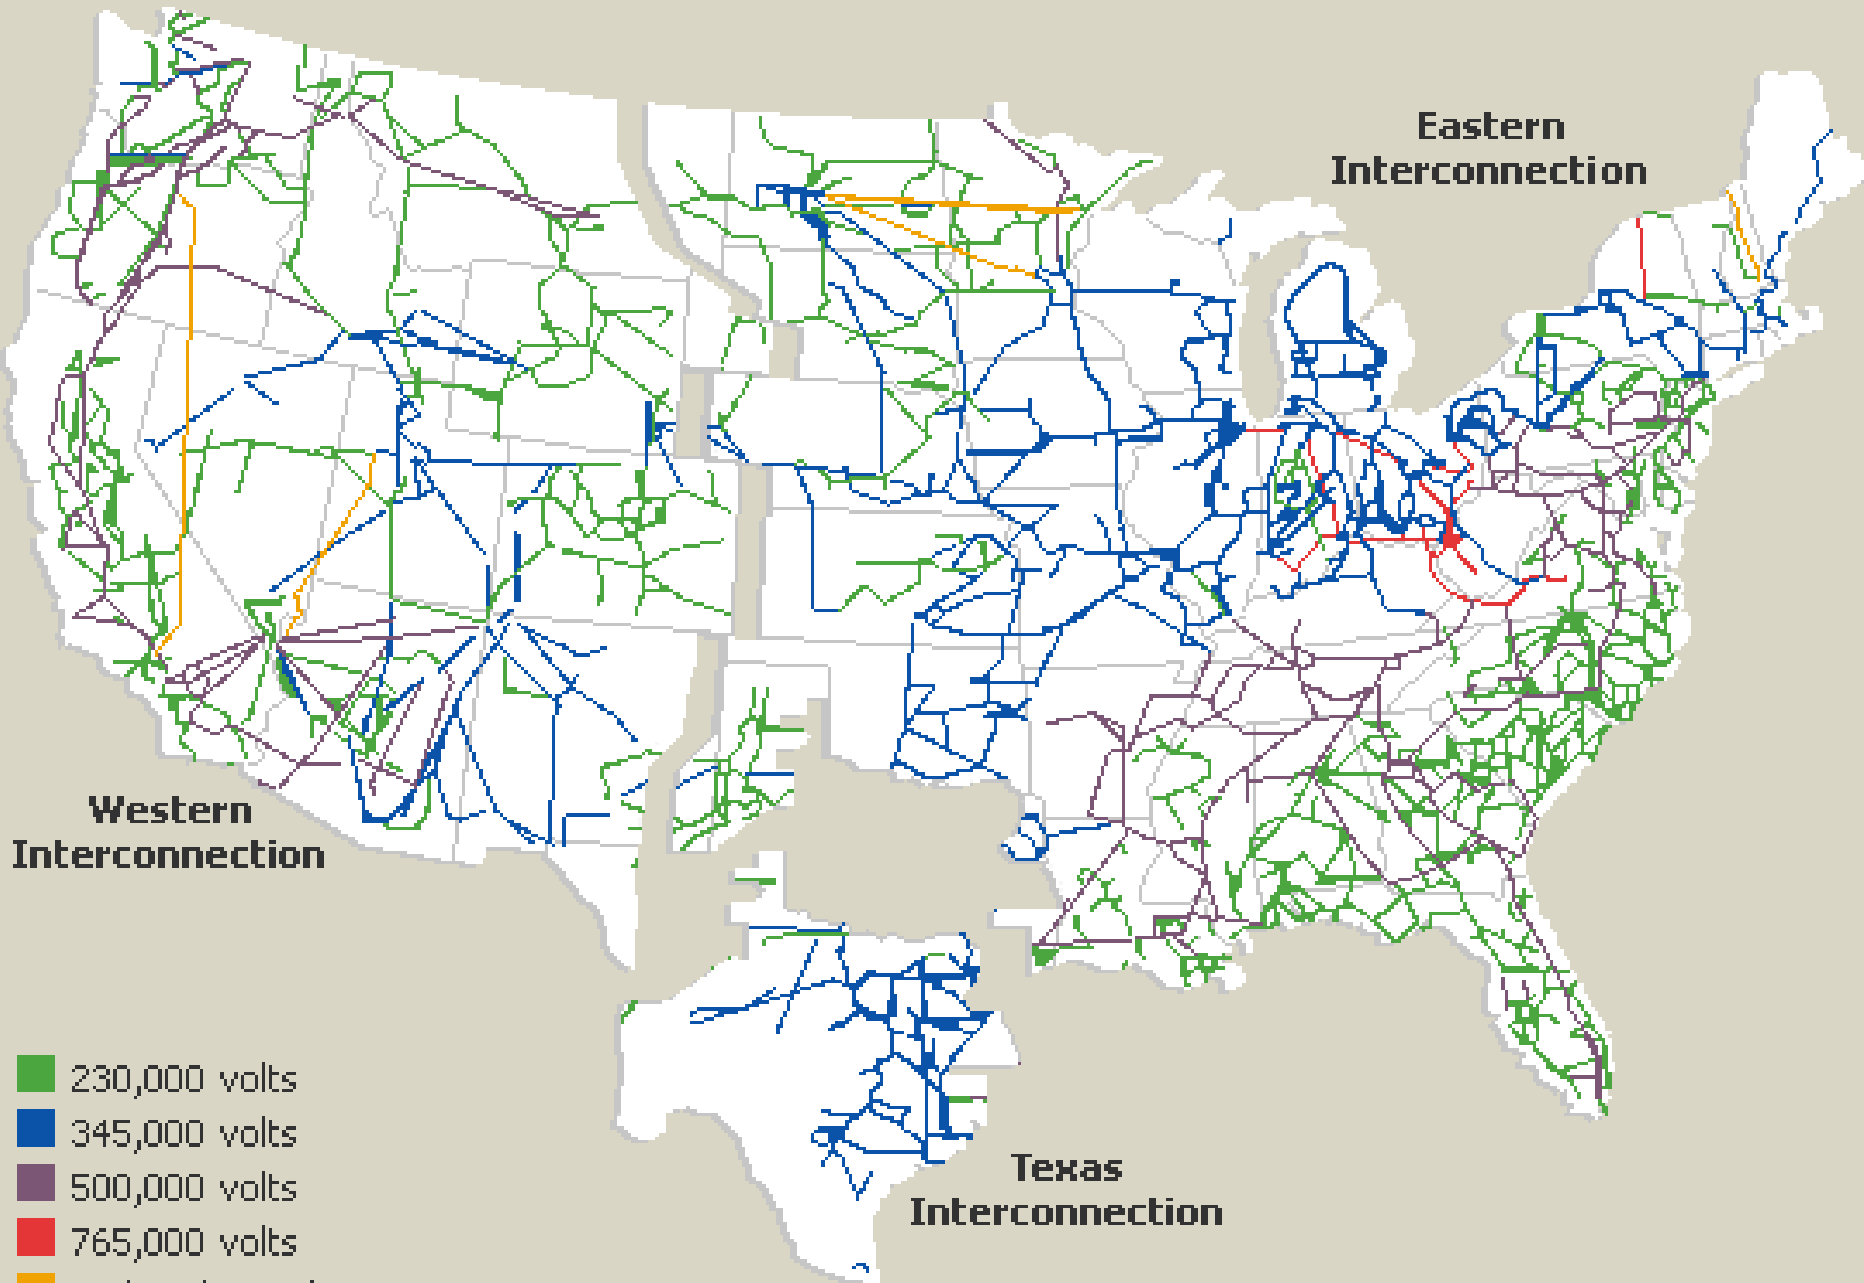 Eastern
Interconnection
Western
Interconnection
Texas
Interconnection
230,000 volts
345,000 volts
500,000 volts
765,000 volts